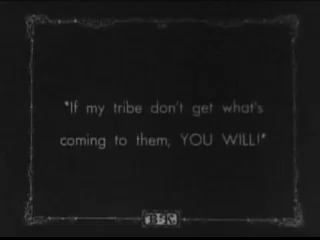 "If my tribe don't get what's
coming to them, YOU WILL!"
B-K